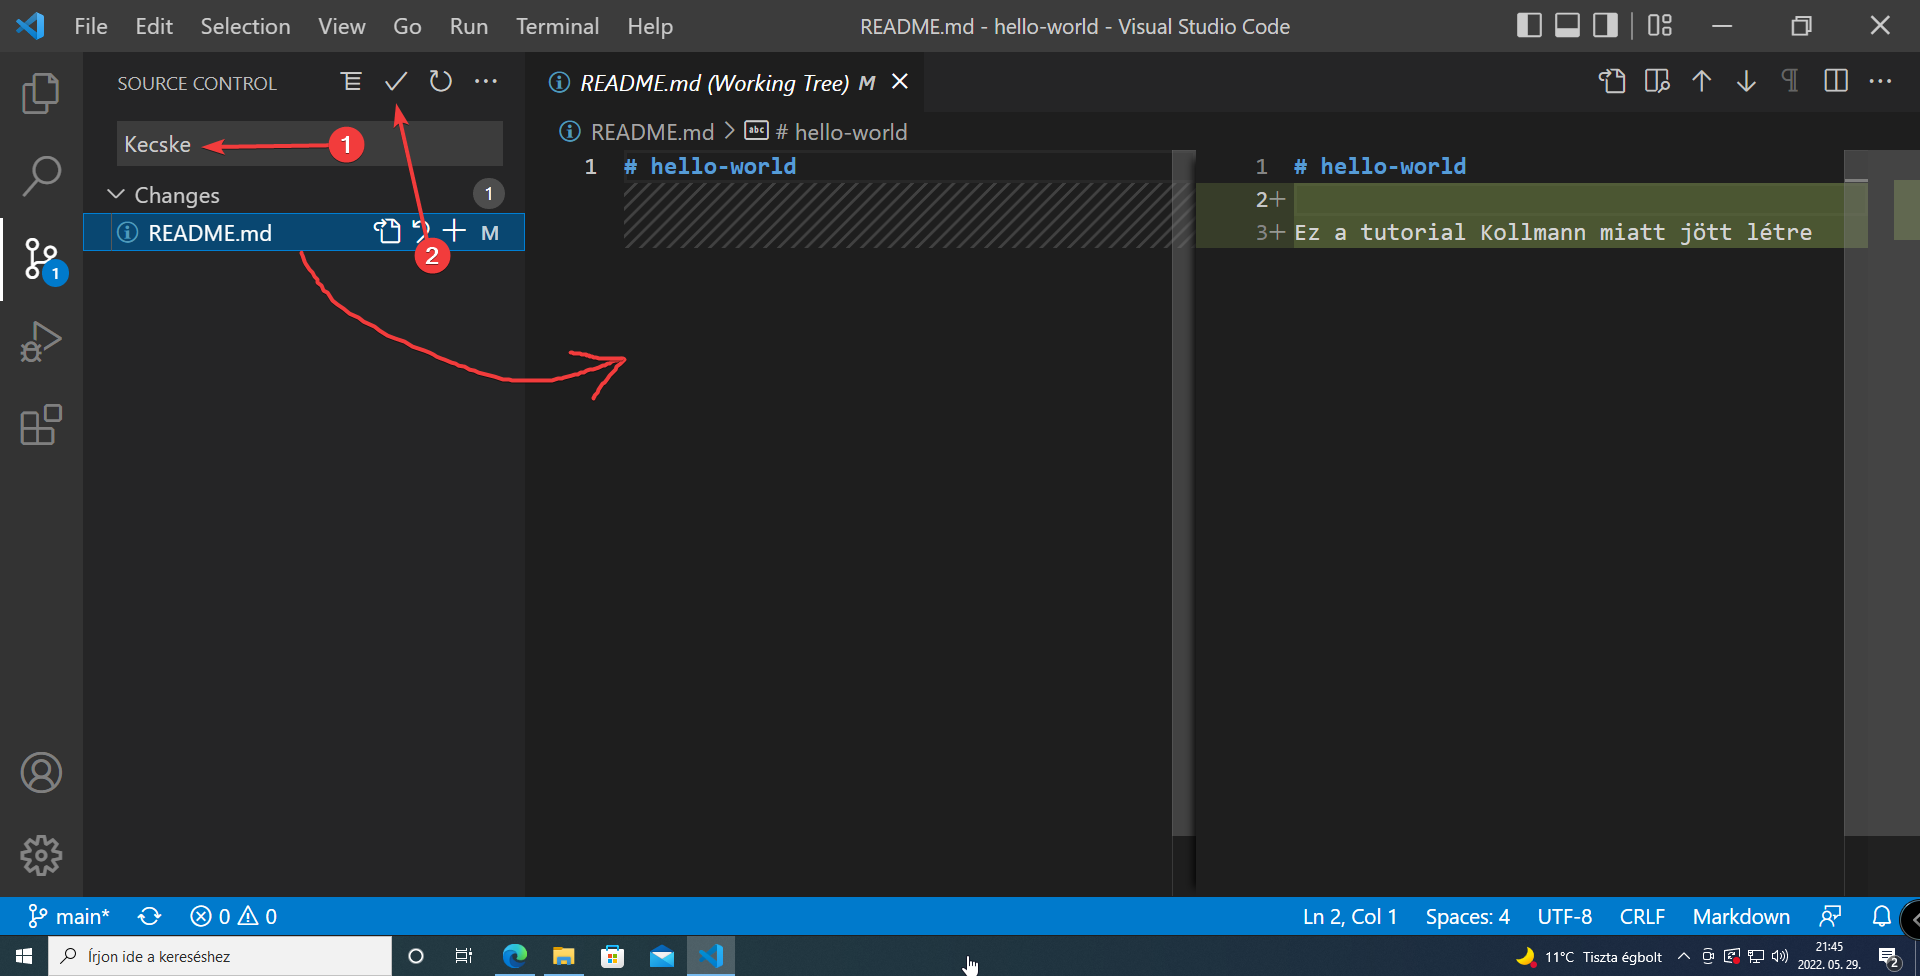 File Edit Selection View Go Run Terminal Help README.md - hello-world - Visual Studio Code
SOURCE CONTROL
Kecske 1
Changes 1
README.md M
2
1
README.md (Working Tree) M
README.md > abc # hello-world
1 # hello-world
1 # hello-world
2+
3+ Ez a tutorial Kollmann miatt jött létre
main* 0 0 Ln 2, Col 1 Spaces: 4 UTF-8 CRLF Markdown
Írjon ide a kereséshez 11°C Tiszta égbolt 21:45
2022. 05. 29. 2